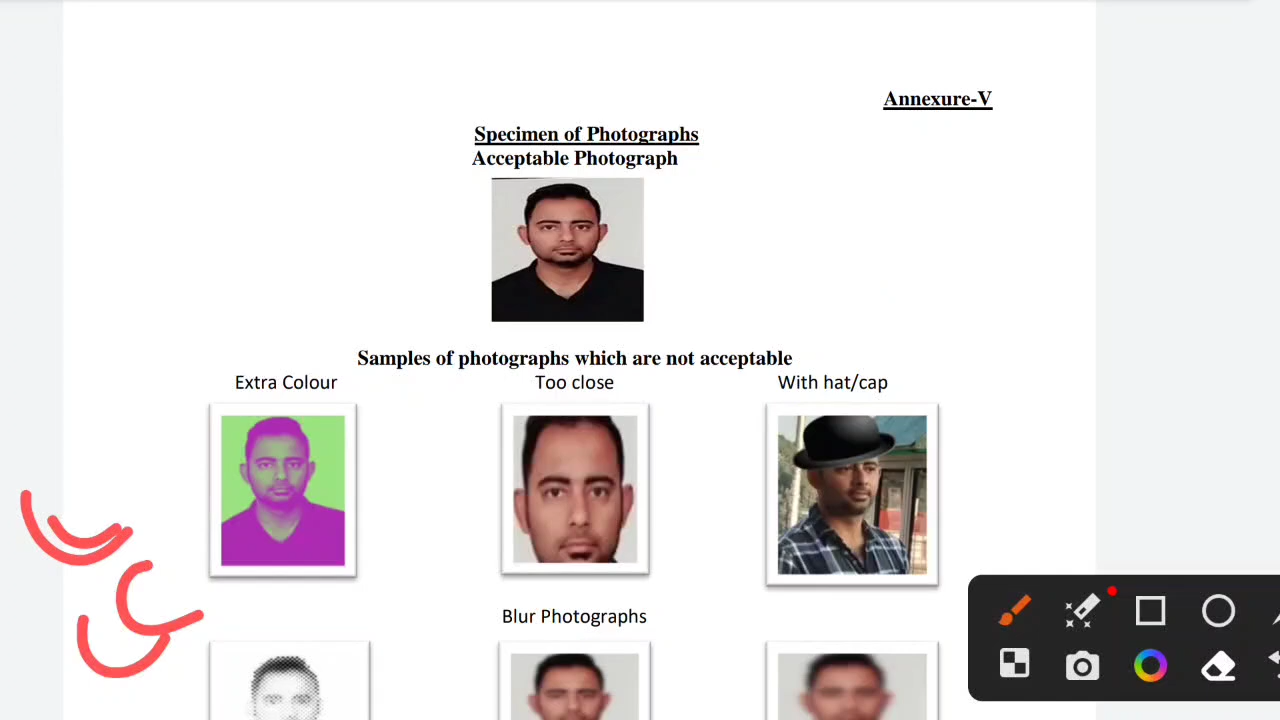 Annexure-V
Specimen of Photographs
Acceptable Photograph
Samples of photographs which are not acceptable
Extra Colour
Too close
With hat/cap
Blur Photographs